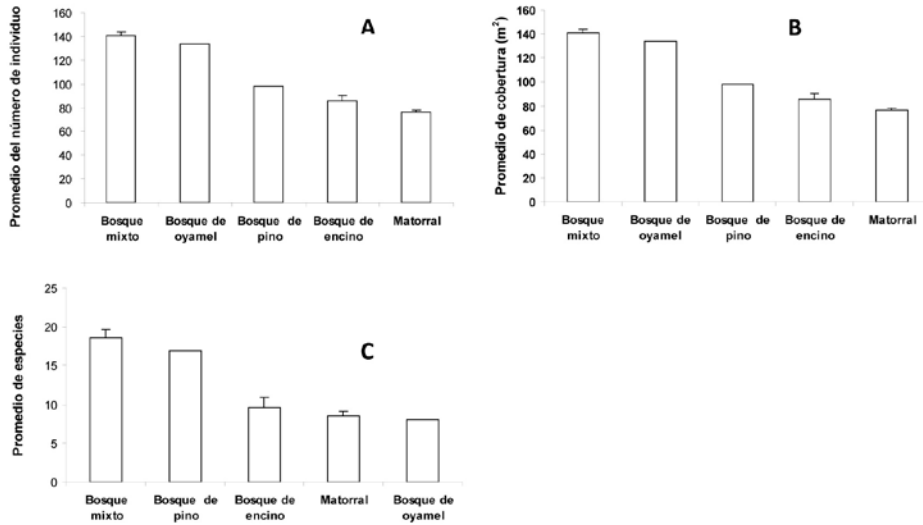 Promedio del número de individuo
160
140
120
100
80
60
40
20
0
A
Bosque mixto
Bosque de oyamel
Bosque de pino
Bosque de encino
Matorral
Promedio de cobertura (m²)
160
140
120
100
80
60
40
20
0
B
Bosque mixto
Bosque de oyamel
Bosque de pino
Bosque de encino
Matorral
Promedio de especies
25
20
15
10
5
0
C
Bosque mixto
Bosque de pino
Bosque de encino
Matorral
Bosque de oyamel